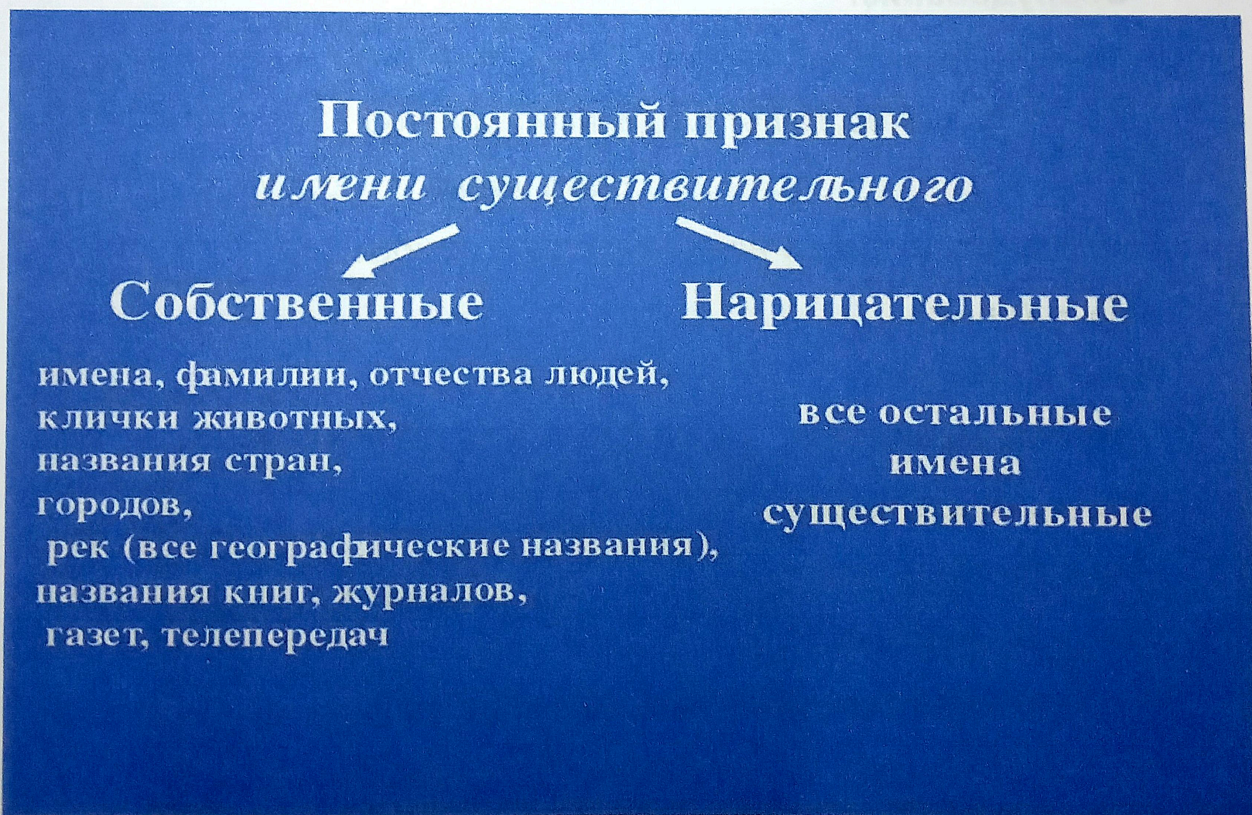 Постоянный признак
имени существительного
Собственные
Нарицательные
имена, фамилии, отчества людей,
клички животных,
названия стран,
городов,
рек (все географические названия),
названия книг, журналов,
газет, телепередач
все остальные
имена
существительные